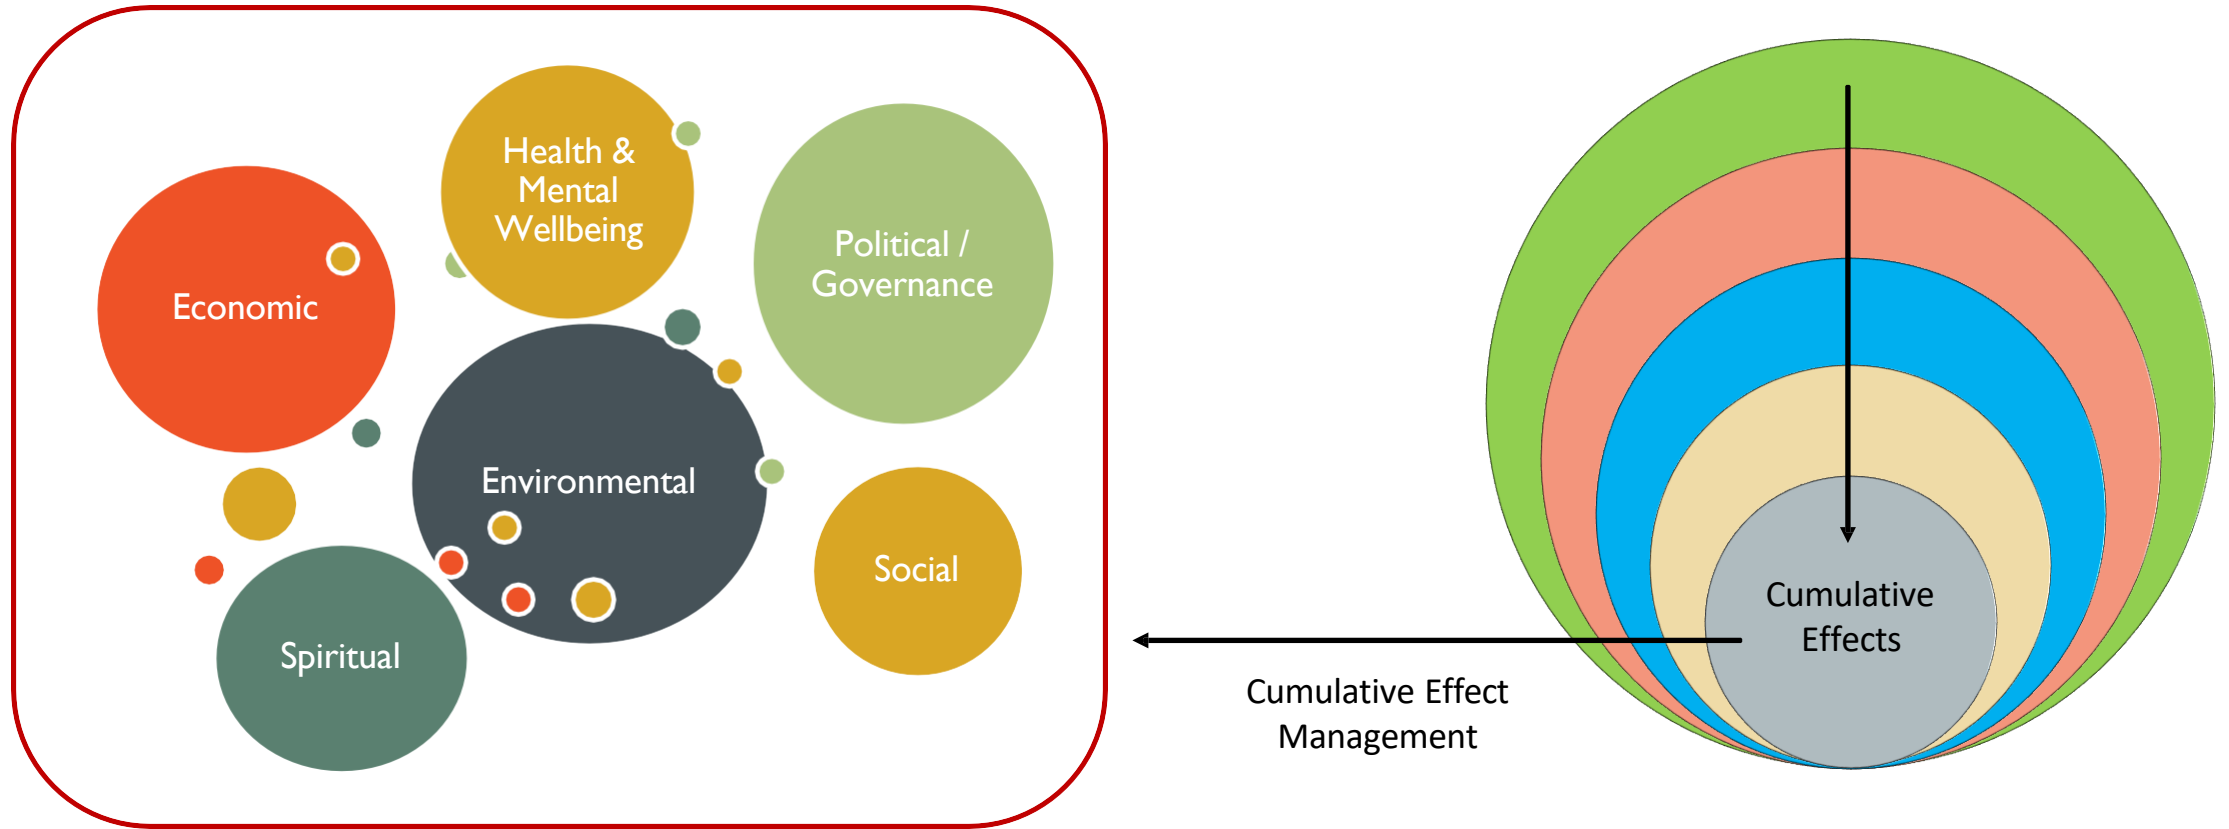 Health &
Mental
Wellbeing
Political /
Governance
Economic
Environmental
Social
Spiritual
Cumulative Effect
Management
Cumulative
Effects